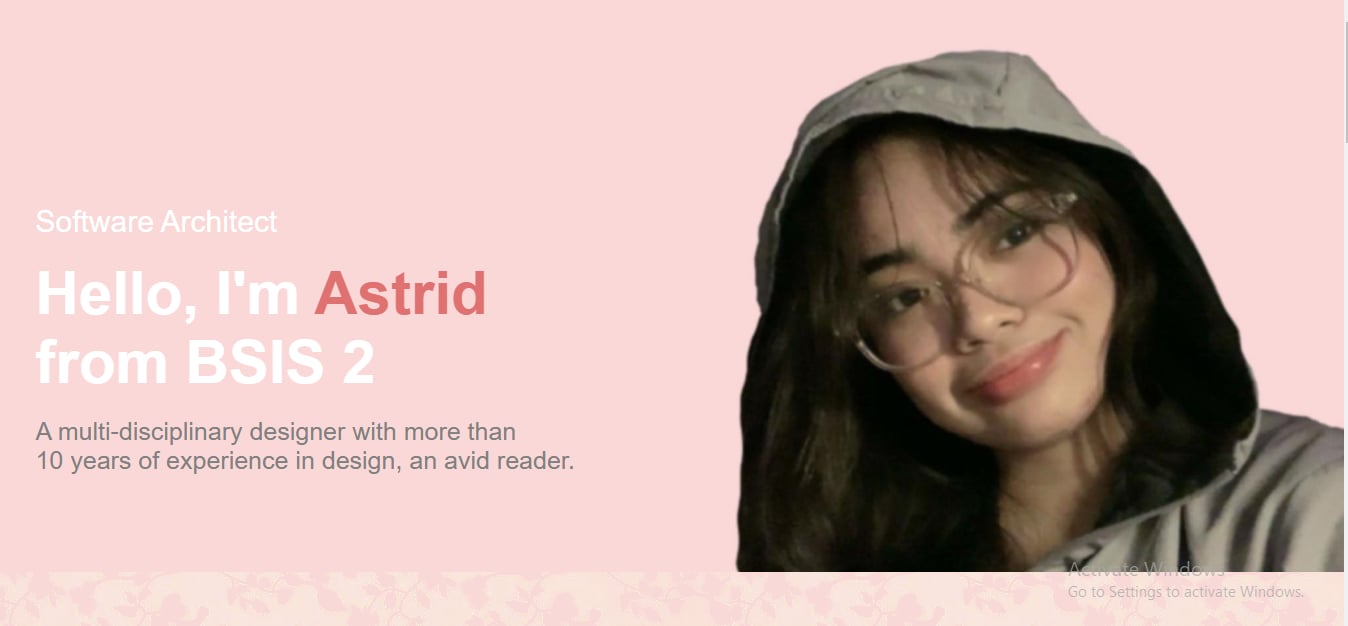 Software Architect
Hello, I'm Astrid
from BSIS 2
A multi-disciplinary designer with more than
10 years of experience in design, an avid reader.
Activate Windows
Go to Settings to activate Windows.